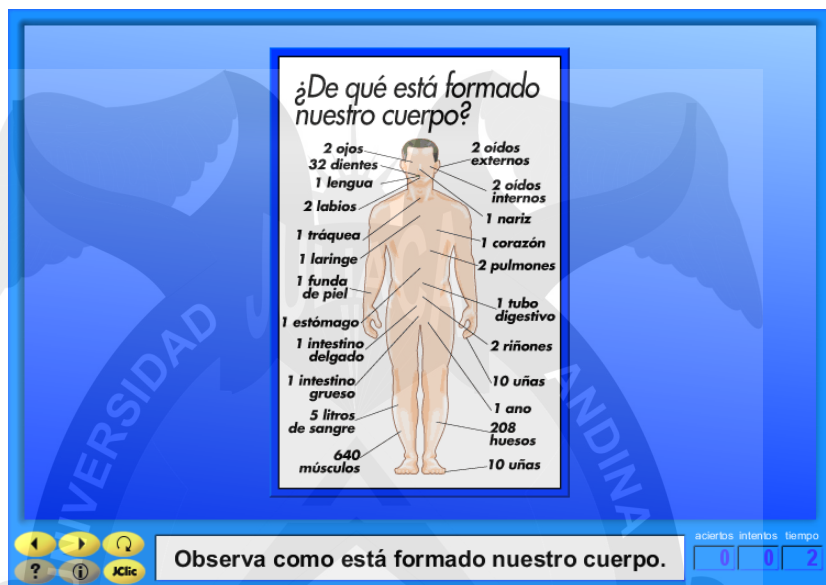 ¿De qué está formado
nuestro cuerpo?
2 ojos
32 dientes
1 lengua
2 labios
1 tráquea
1 laringe
1 funda
de piel
1 estómago
1 intestino
delgado
1 intestino
grueso
5 litros
de sangre
640
músculos
2 oídos
externos
2 oídos
internos
1 nariz
1 corazón
2 pulmones
1 tubo
digestivo
2 riñones
10 uñas
1 ano
208
huesos
10 uñas
UNIVERSIDAD
ANDINA
?
i
JClic
Observa como está formado nuestro cuerpo.
aciertos intentos tiempo
0 0 2